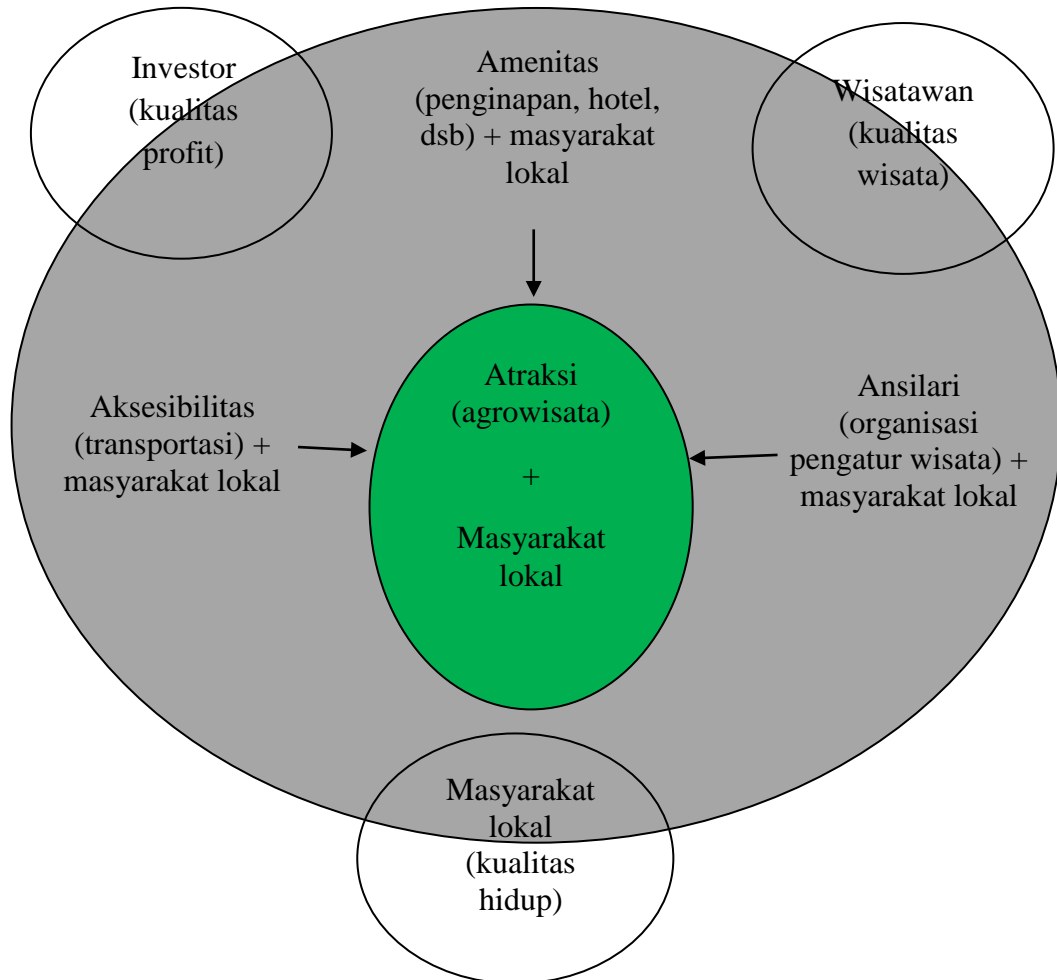 Investor
(kualitas
profit)
Amenitas
(penginapan, hotel,
dsb) + masyarakat
lokal
Wisatawan
(kualitas
wisata)
Aksesibilitas
(transportasi) +
masyarakat lokal
Atraksi
(agrowisata)
+
Masyarakat
lokal
Ansilari
(organisasi
pengatur wisata) +
masyarakat lokal
Masyarakat
lokal
(kualitas
hidup)